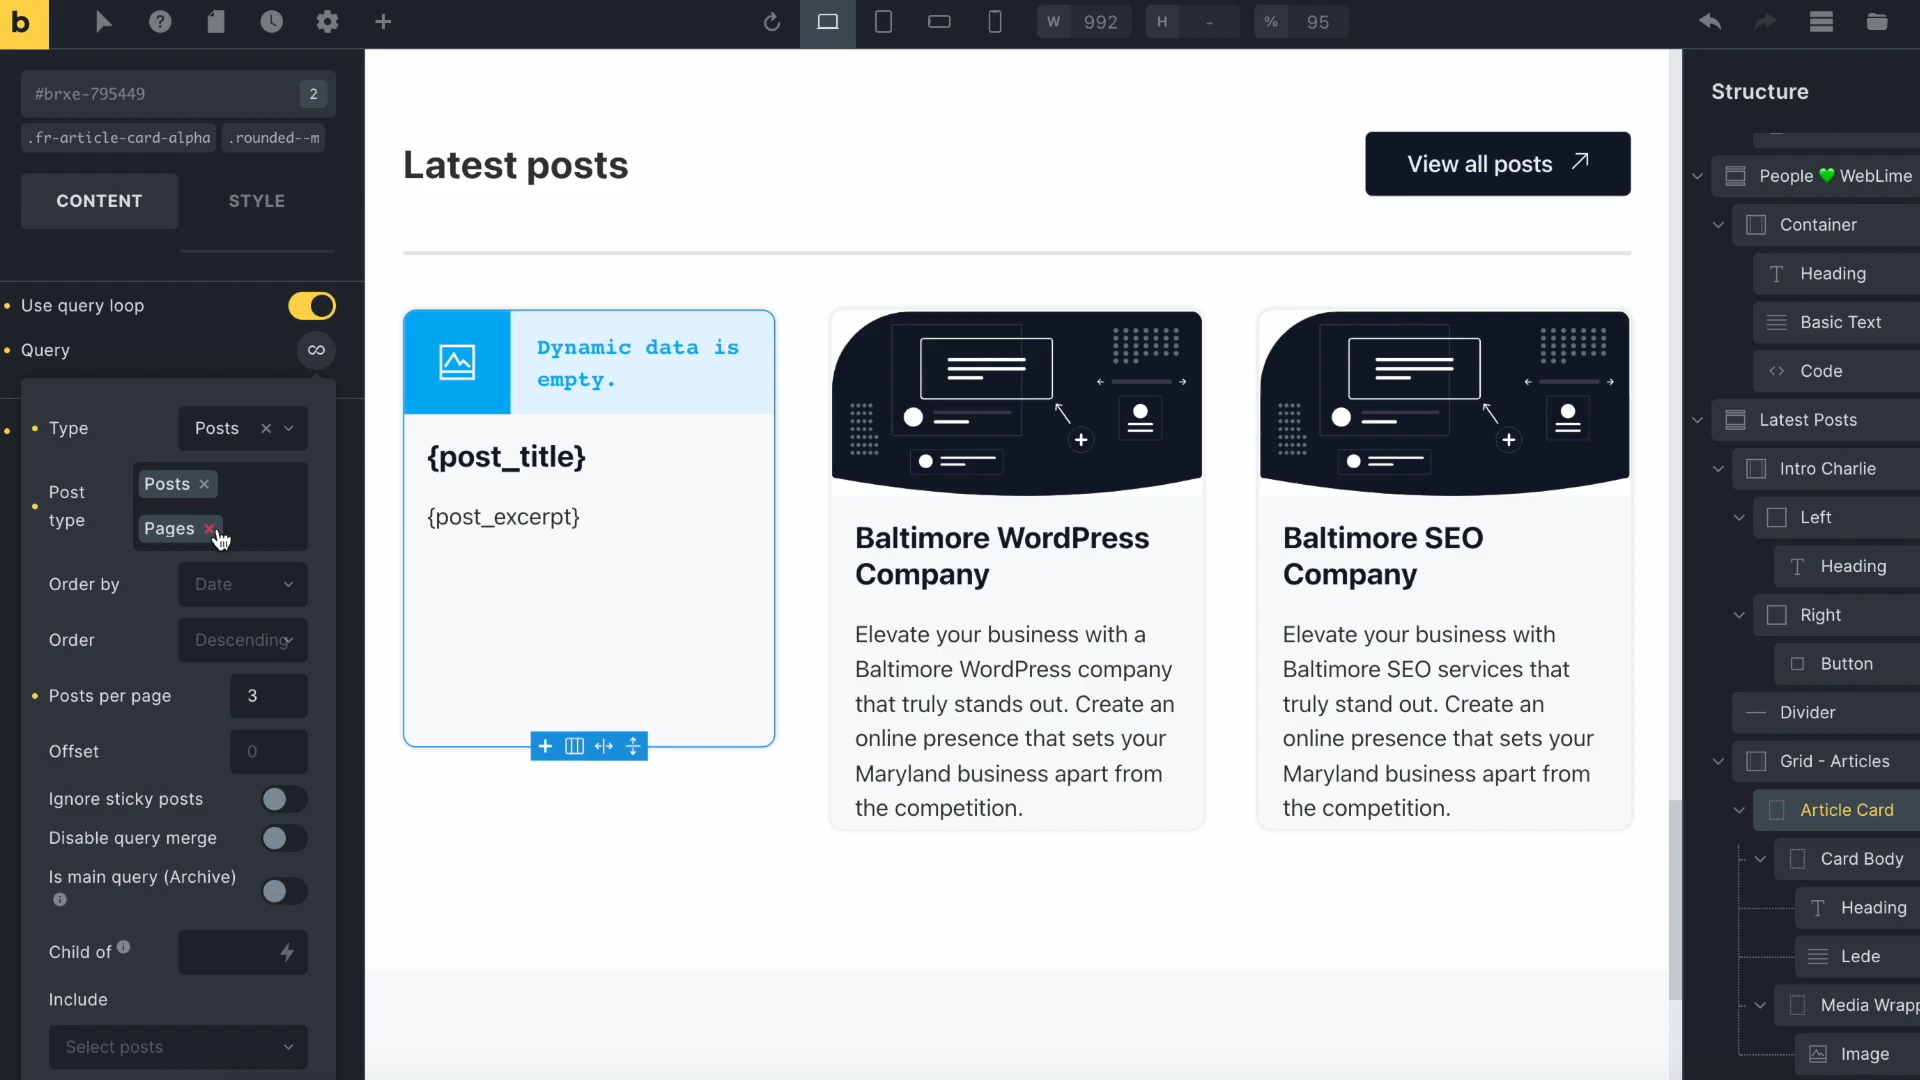 b
W 992
H -
% 95
#brxe-795449
2
.fr-article-card-alpha
.rounded--m
CONTENT
STYLE
Use query loop
Query
Type
Posts
Post type
Posts
Pages
Order by
Date
Order
Descending
Posts per page
3
Offset
0
Ignore sticky posts
Disable query merge
Is main query (Archive)
Child of
Include
Select posts
Latest posts
View all posts
Dynamic data is
empty.
{post_title}
{post_excerpt}
Baltimore WordPress
Company
Elevate your business with a
Baltimore WordPress company
that truly stands out. Create an
online presence that sets your
Maryland business apart from
the competition.
Baltimore SEO
Company
Elevate your business with
Baltimore SEO services that
truly stand out. Create an
online presence that sets your
Maryland business apart from
the competition.
Structure
People 💚 WebLime
Container
Heading
Basic Text
Code
Latest Posts
Intro Charlie
Left
Heading
Right
Button
Divider
Grid - Articles
Article Card
Card Body
Heading
Lede
Media Wrapp
Image